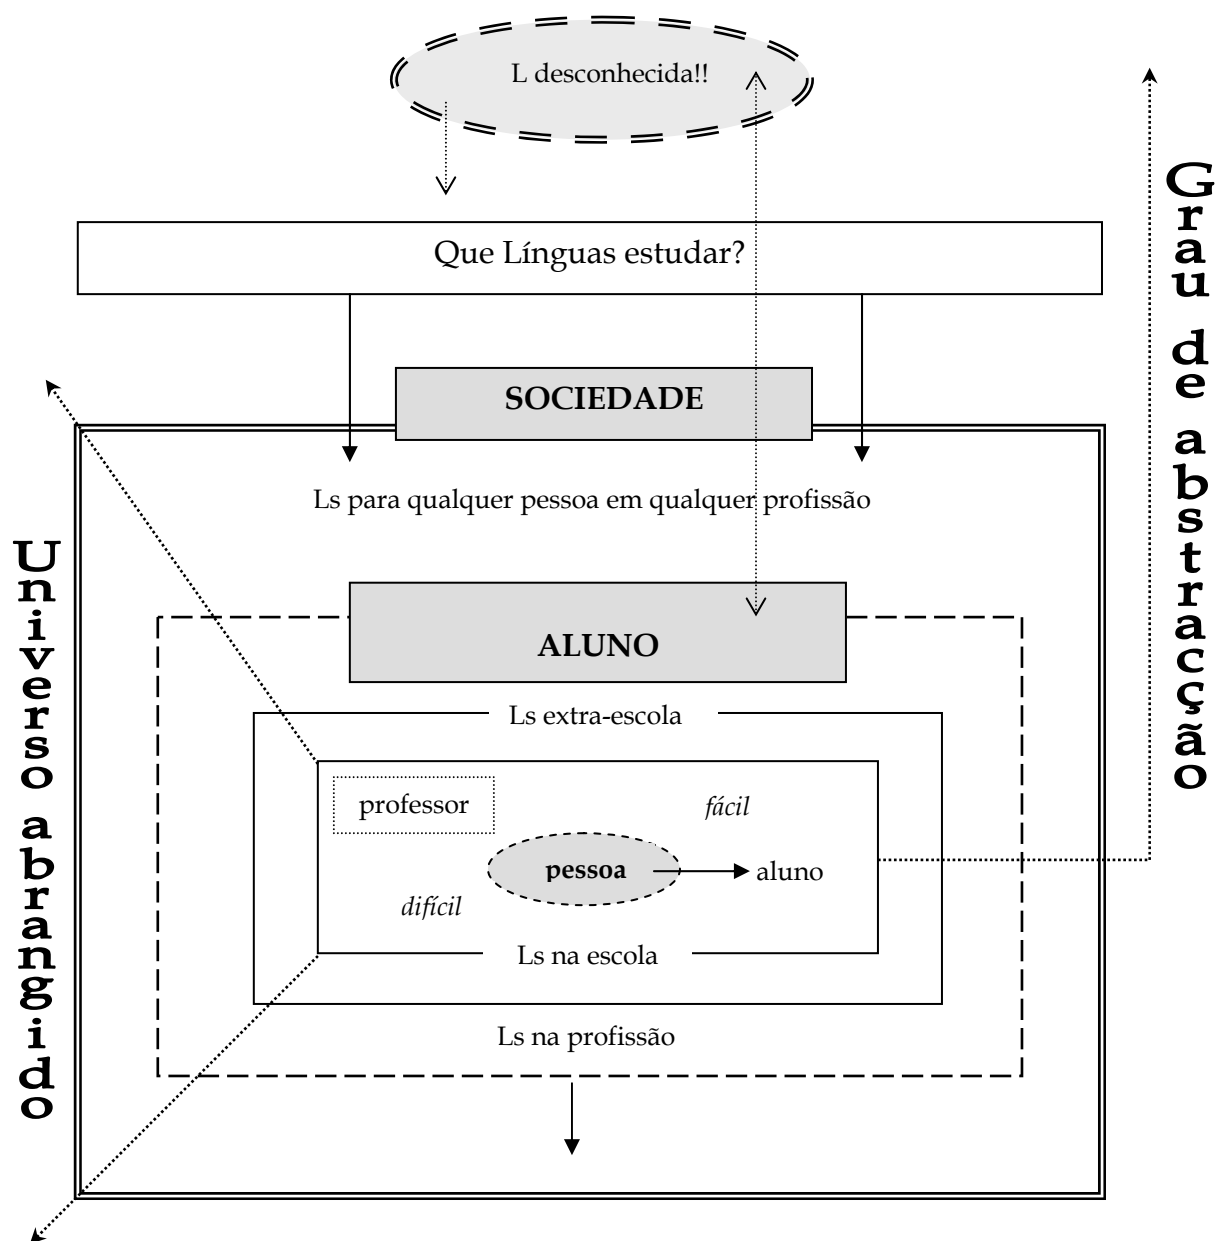 L desconhecida!!
Que Línguas estudar?
SOCIEDADE
Ls para qualquer pessoa em qualquer profissão
ALUNO
Ls extra-escola
professor
fácil
pessoa
aluno
difícil
Ls na escola
Ls na profissão
Universo abrangido
Grau de abstracção